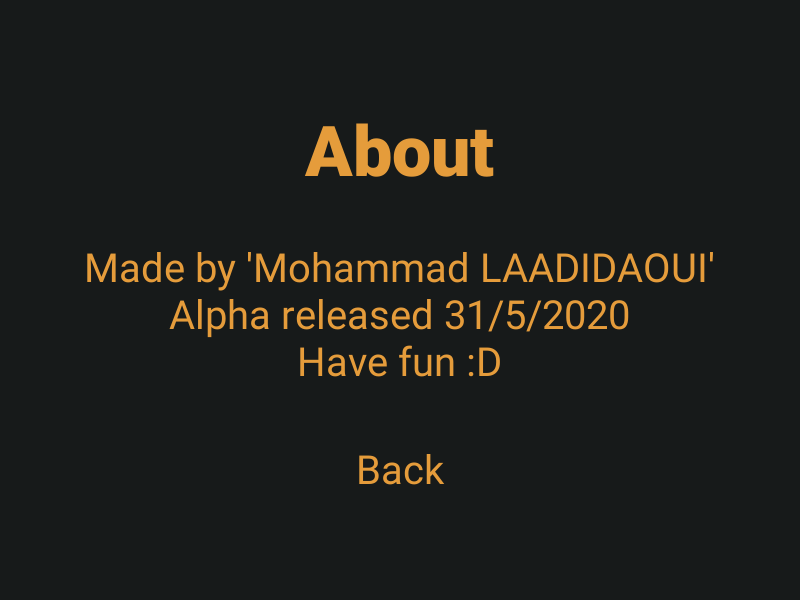 About
Made by 'Mohammad LAADIDAOUI'
Alpha released 31/5/2020
Have fun :D
Back